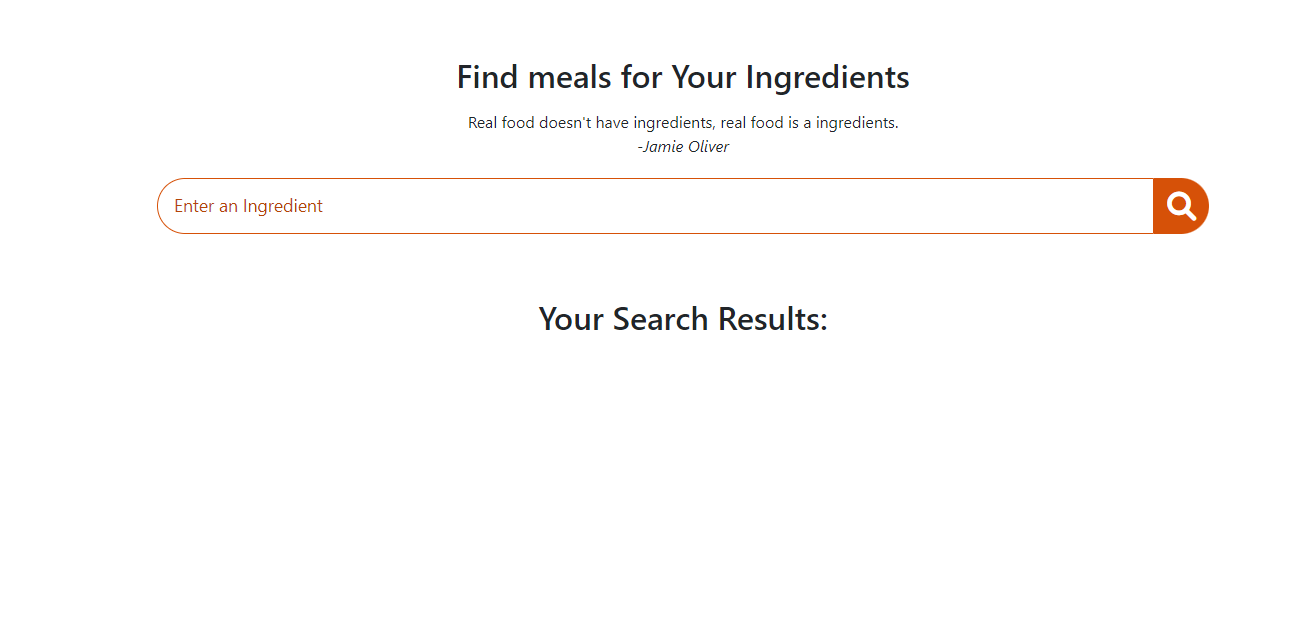 Find meals for Your Ingredients
Real food doesn't have ingredients, real food is a ingredients.
-Jamie Oliver
Enter an Ingredient
Your Search Results: